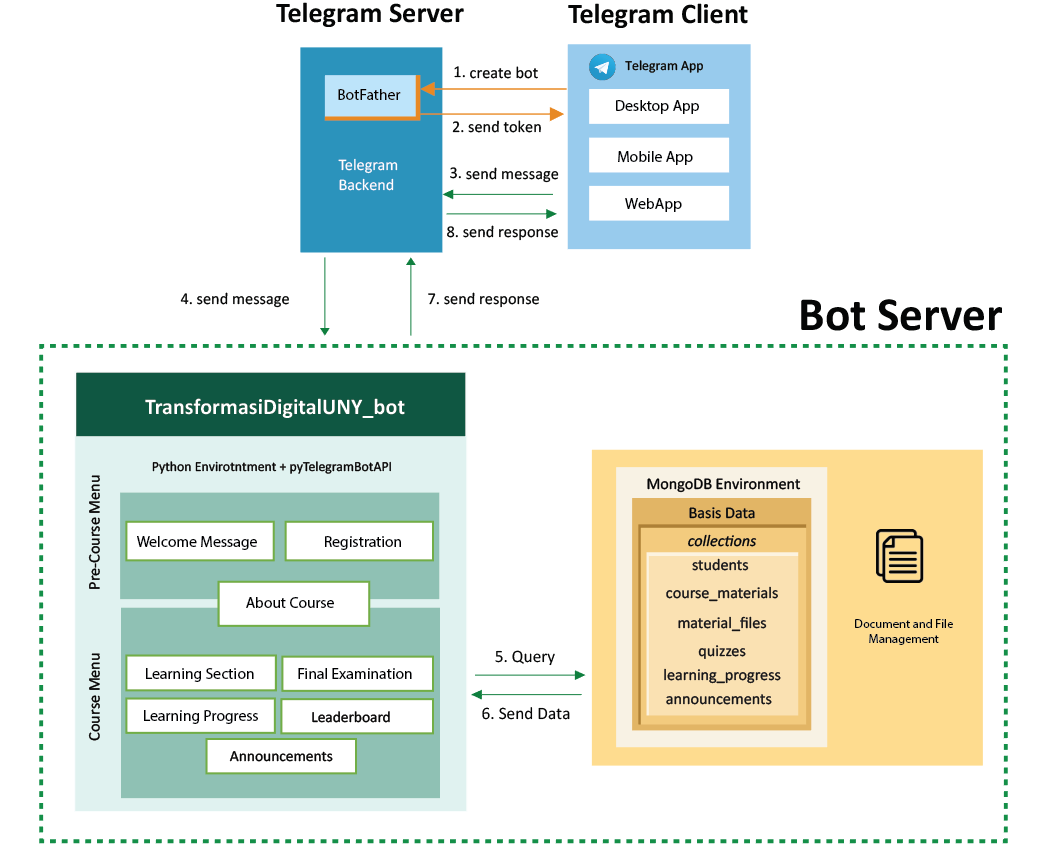 Telegram Server
Telegram Client
BotFather
Telegram
Backend
1. create bot
2. send token
3. send message
8. send response
Telegram App
Desktop App
Mobile App
WebApp
4. send message
7. send response
Bot Server
TransformasiDigitalUNY_bot
Python Envirotntment + pyTelegramBotAPI
Pre-Course Menu
Welcome Message
Registration
About Course
Course Menu
Learning Section
Final Examination
Learning Progress
Leaderboard
Announcements
5. Query
6. Send Data
MongoDB Environment
Basis Data
collections
students
course_materials
material_files
quizzes
learning_progress
announcements
Document and File
Management